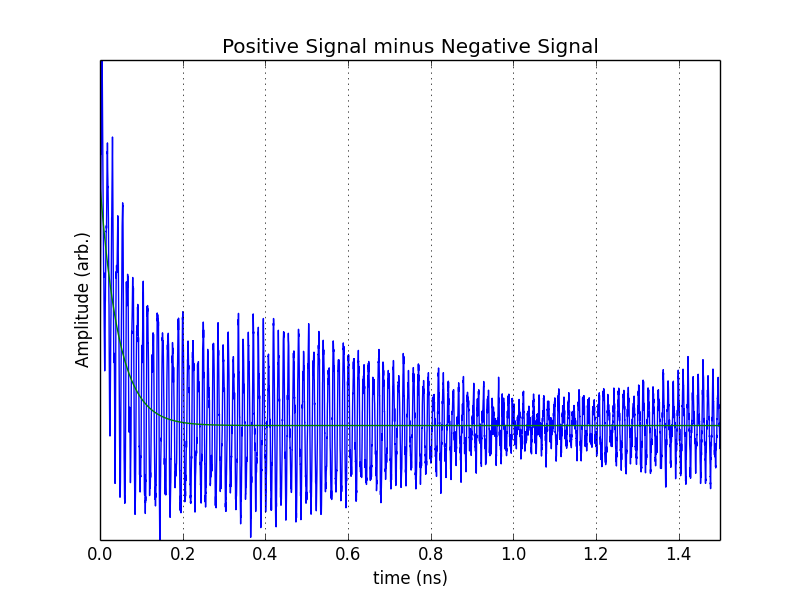 Positive Signal minus Negative Signal
Amplitude (arb.)
0.0 0.2 0.4 0.6 0.8 1.0 1.2 1.4
time (ns)